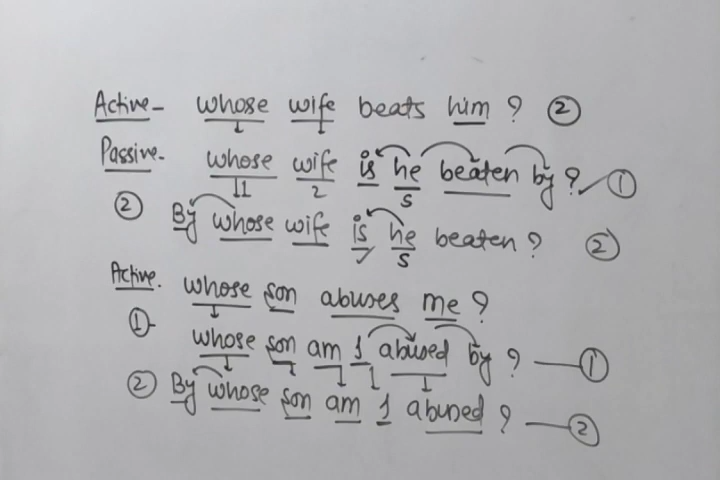 Active - whose wife beats him ? ②
Passive - whose wife is he beaten by ? ①
② By whose wife is he beaten ? ②
Active. whose son abuses me ?
①- whose son am I abused by ? — ①
② By whose son am I abused ? — ②